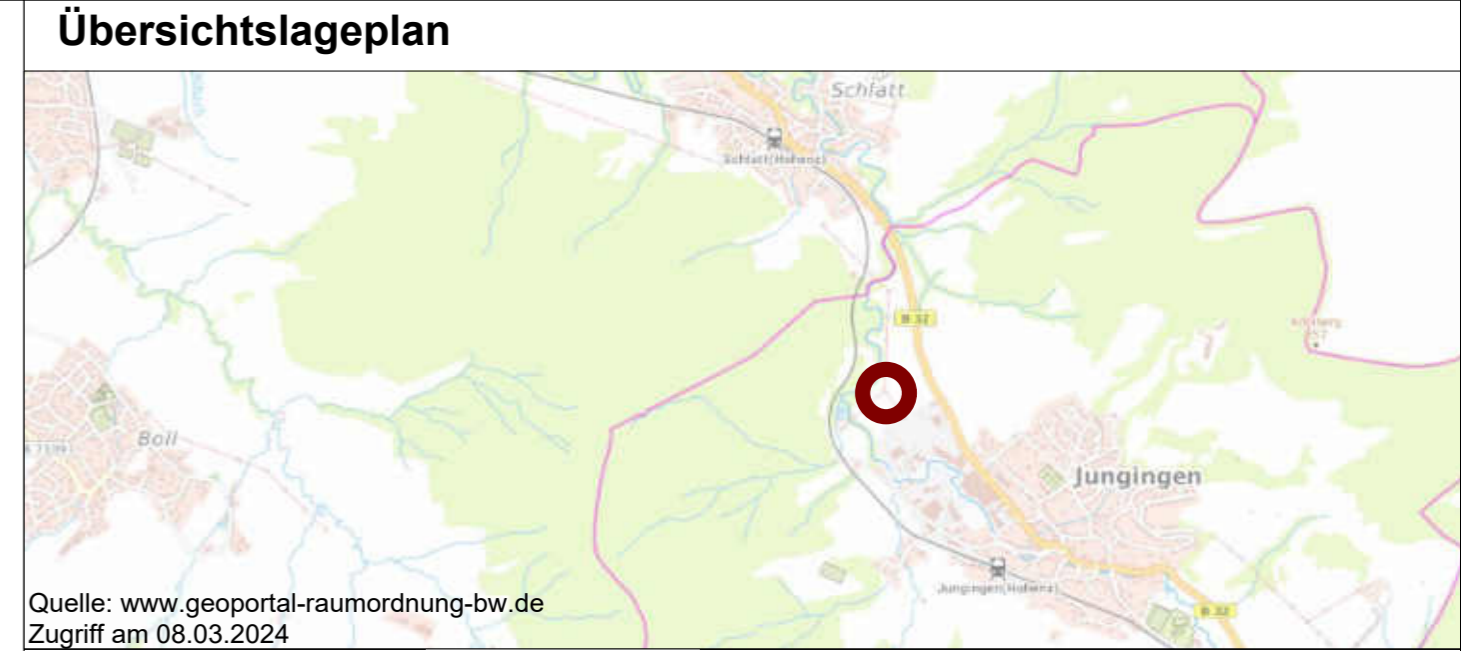 Übersichtslageplan
Schlatt
Schlatt(Hohenz)
B 32
Boll
Jungingen
Jungingen(Hohenz)
B 32
Quelle: www.geoportal-raumordnung-bw.de
Zugriff am 08.03.2024